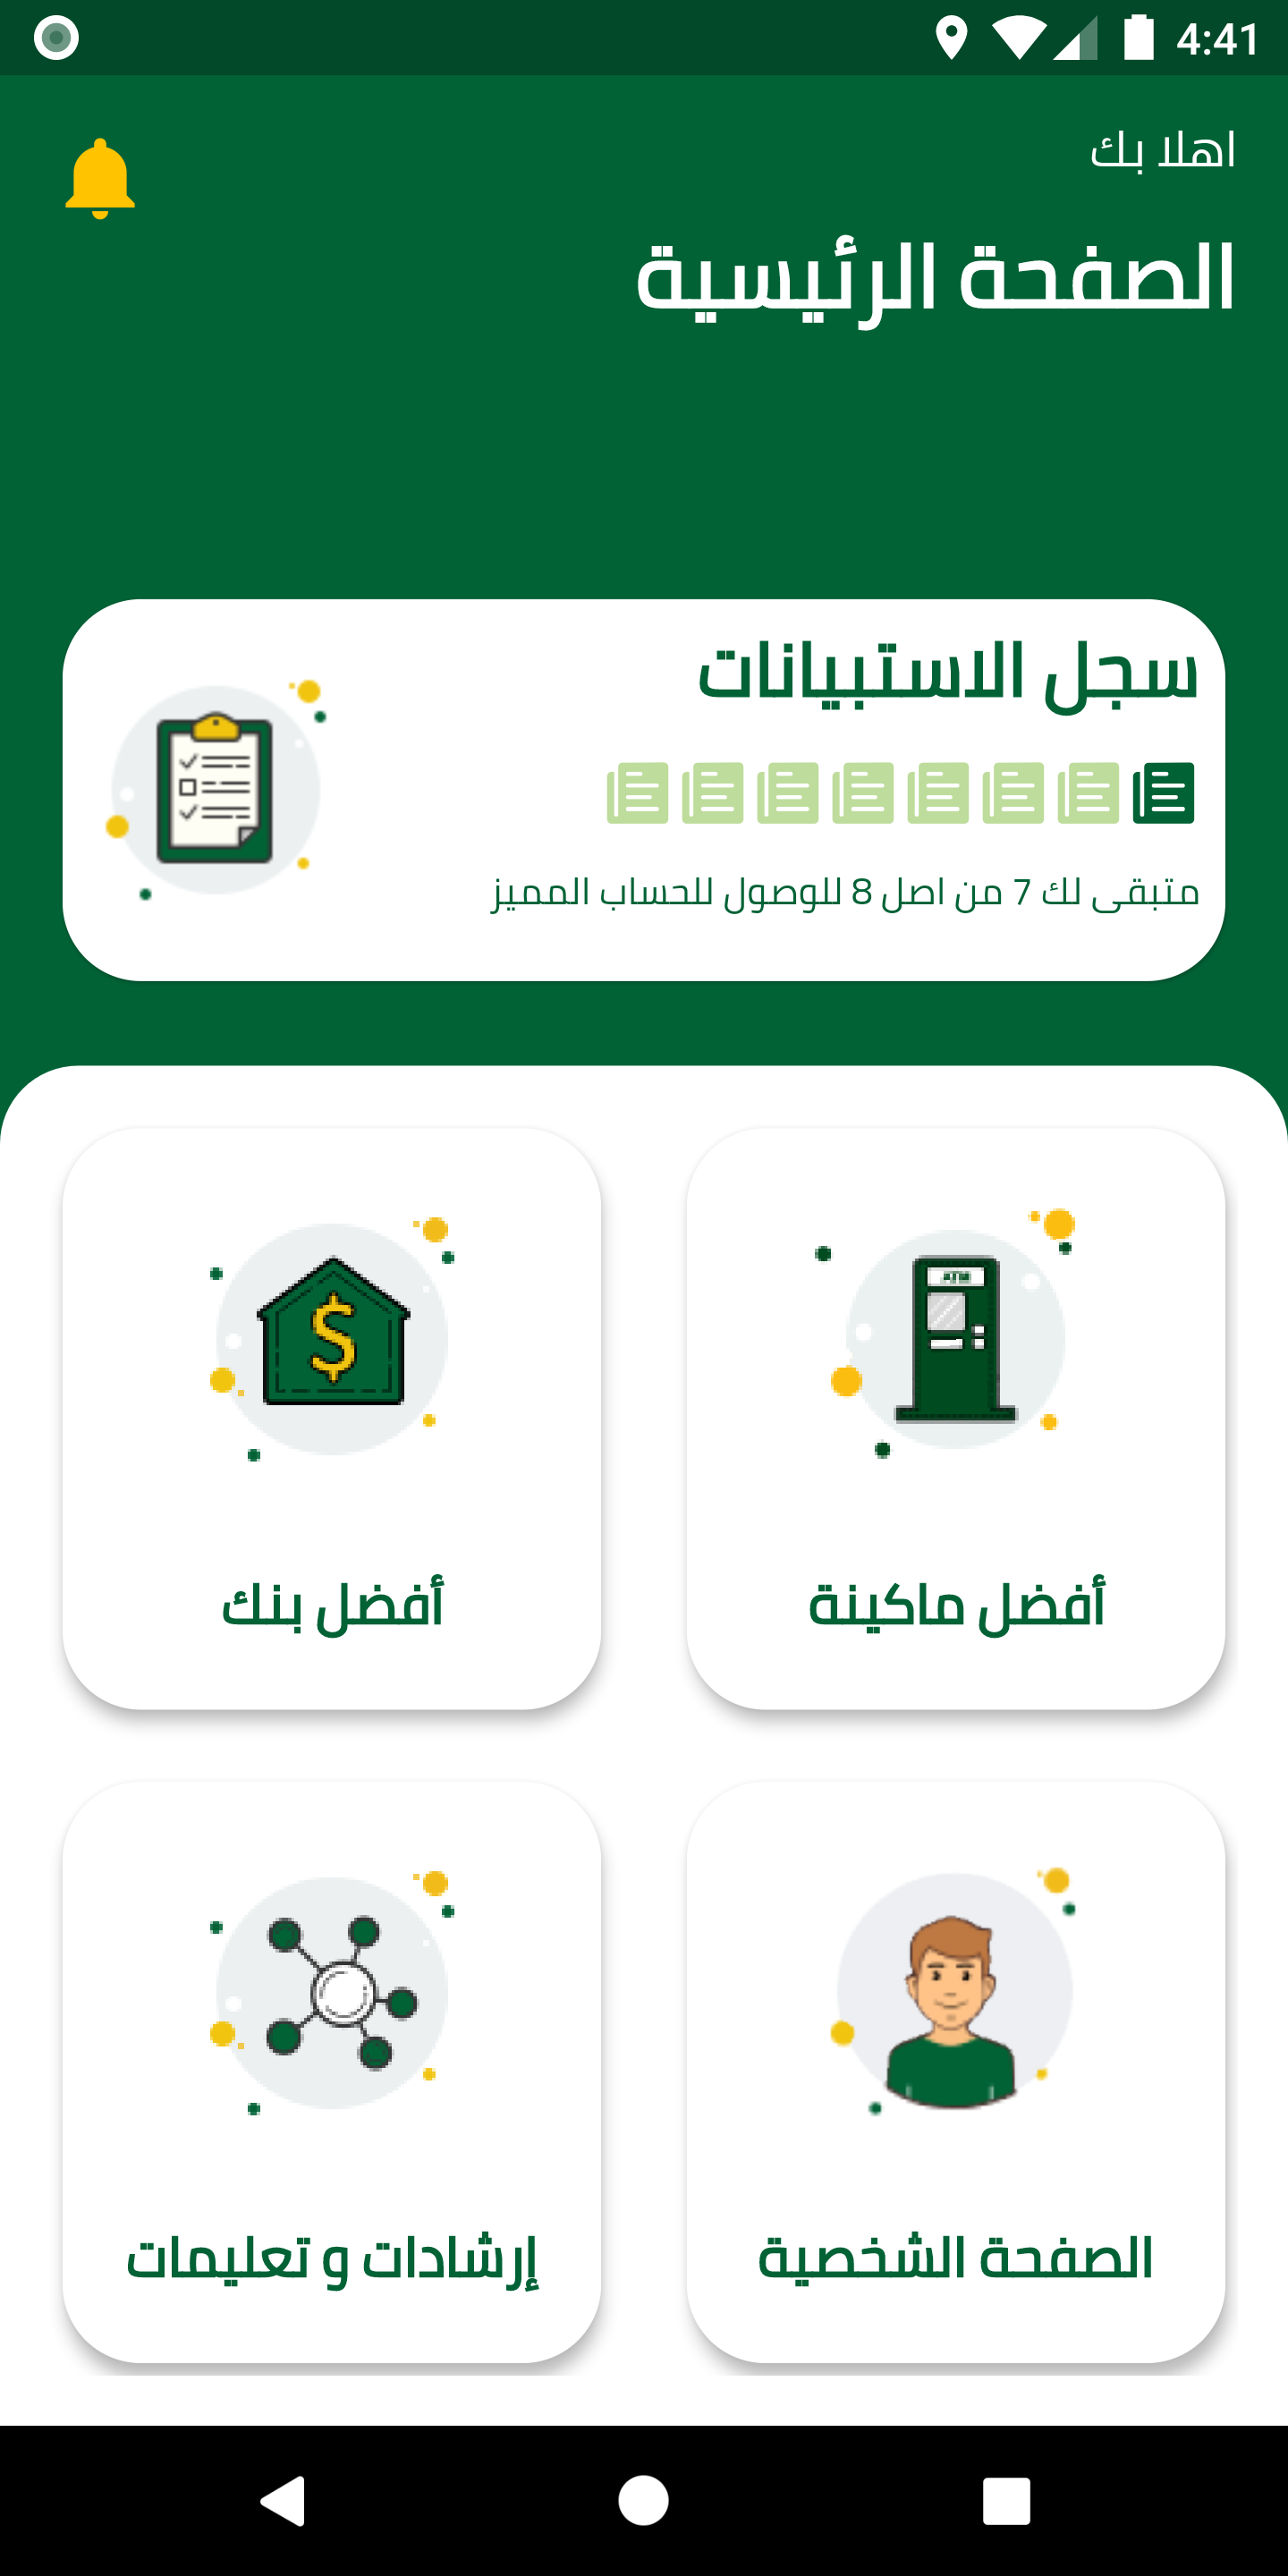 4:41
اهلا بك
الصفحة الرئيسية
سجل الاستبيانات
متبقى لك 7 من اصل 8 للوصول للحساب المميز
ATM
أفضل ماكينة
أفضل بنك
$
الصفحة الشخصية
إرشادات و تعليمات